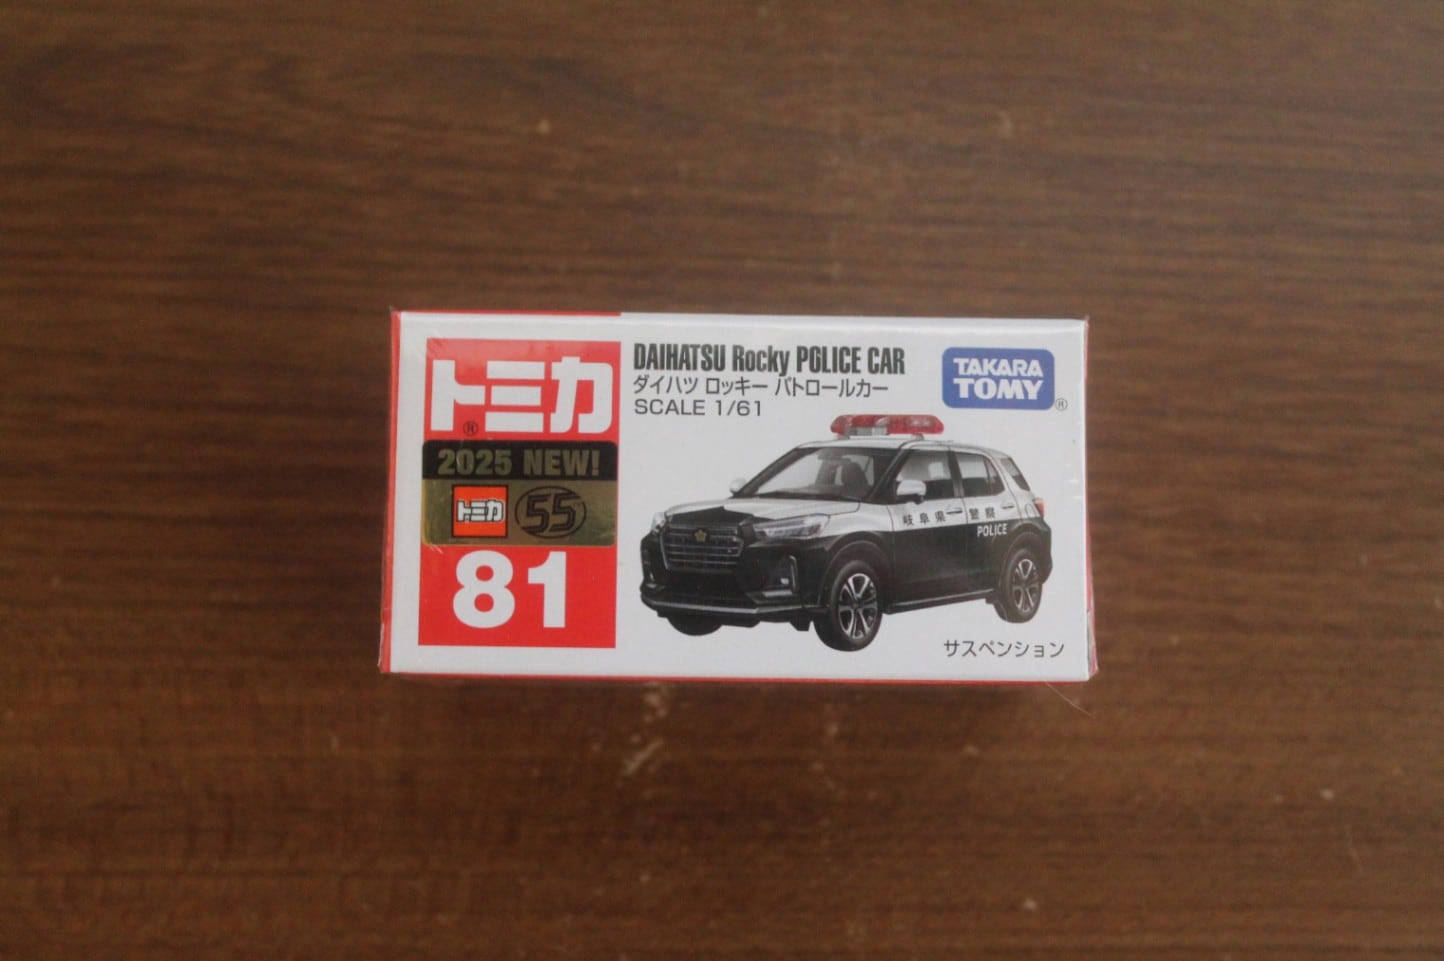 トミカ
®
2025 NEW!
トミカ 55
81
DAIHATSU Rocky POLICE CAR
ダイハツ ロッキー パトロールカー
SCALE 1/61
TAKARA
TOMY
®
岐阜県警察
POLICE
サスペンション